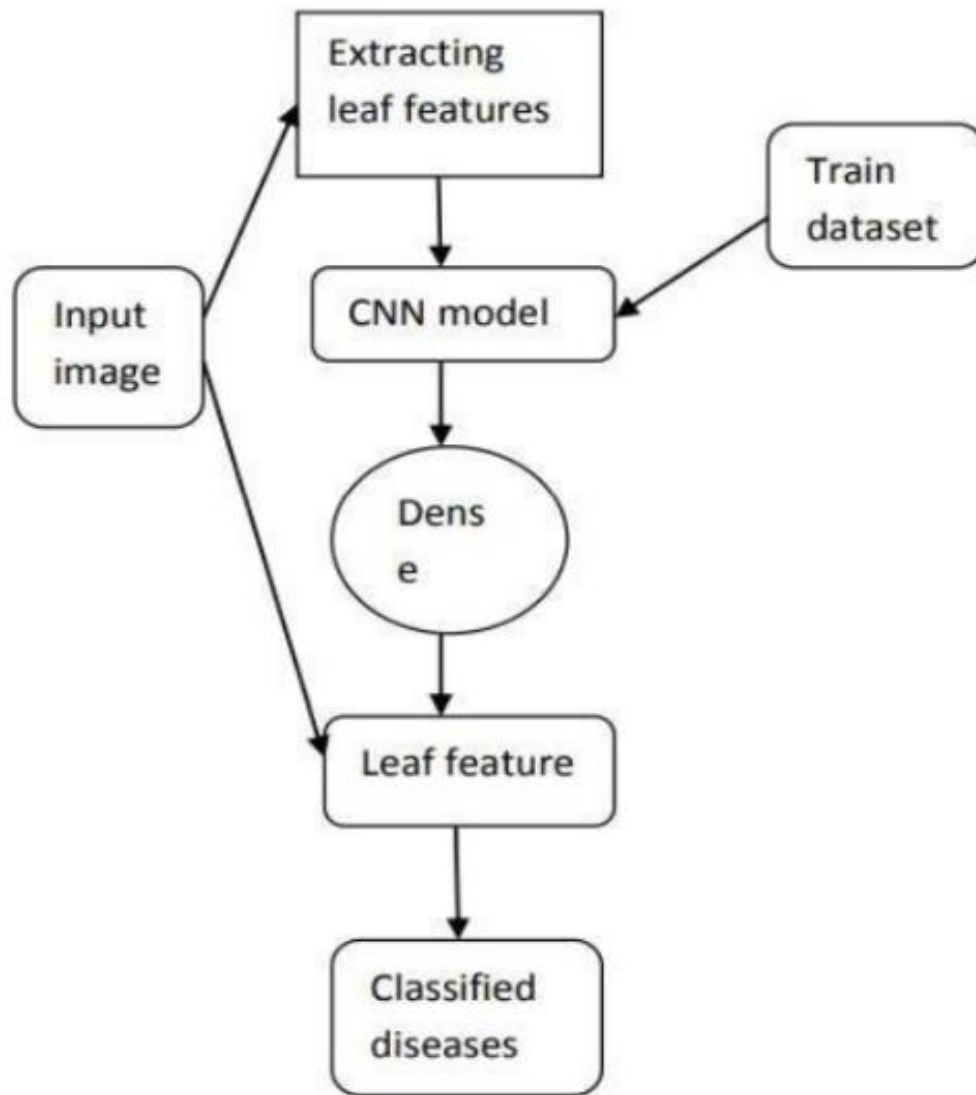 Extracting
leaf features
Train
dataset
Input
image
CNN model
Dens
e
Leaf feature
Classified
diseases